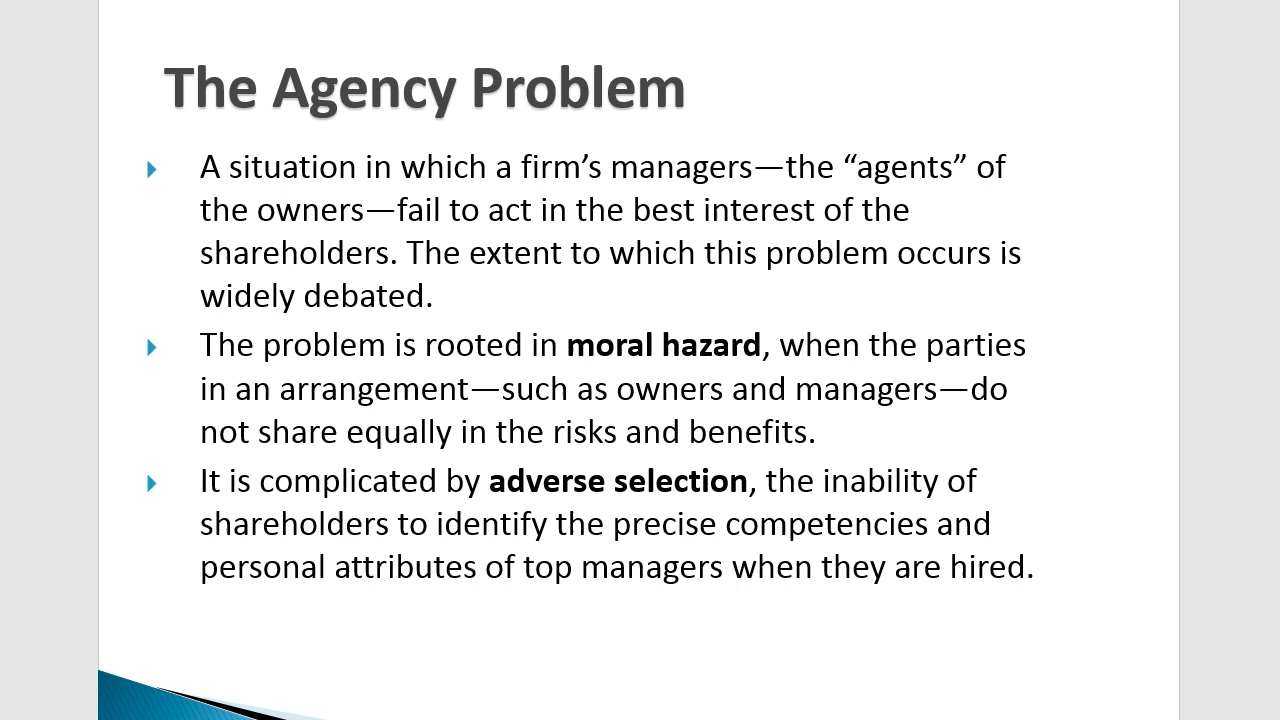 The Agency Problem
A situation in which a firm’s managers—the “agents” of
the owners—fail to act in the best interest of the
shareholders. The extent to which this problem occurs is
widely debated.
The problem is rooted in moral hazard, when the parties
in an arrangement—such as owners and managers—do
not share equally in the risks and benefits.
It is complicated by adverse selection, the inability of
shareholders to identify the precise competencies and
personal attributes of top managers when they are hired.